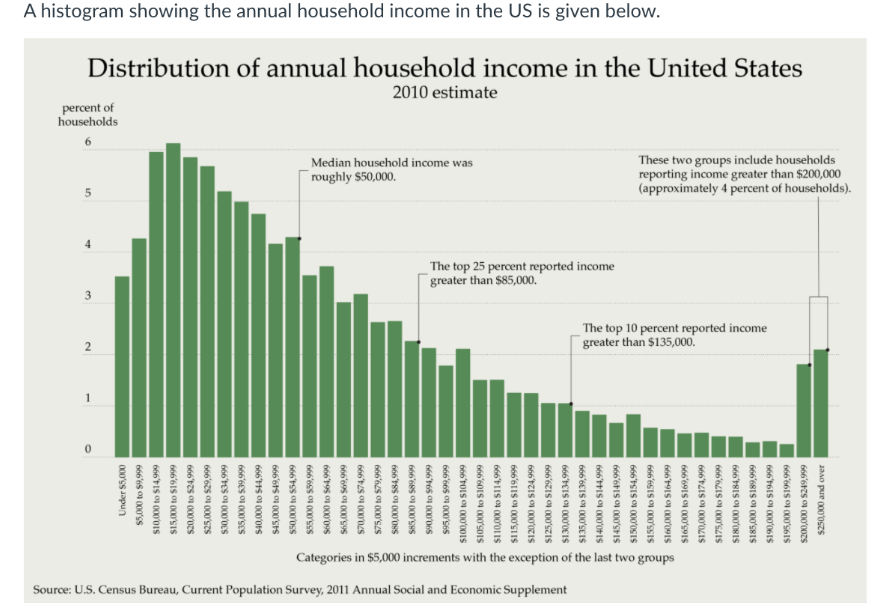 A histogram showing the annual household income in the US is given below.
Distribution of annual household income in the United States
2010 estimate
percent of
households
6
5
4
3
2
1
0
Median household income was
roughly $50,000.
The top 25 percent reported income
greater than $85,000.
The top 10 percent reported income
greater than $135,000.
These two groups include households
reporting income greater than $200,000
(approximately 4 percent of households).
Under $5,000
$5,000 to $9,999
$10,000 to $14,999
$15,000 to $19,999
$20,000 to $24,999
$25,000 to $29,999
$30,000 to $34,999
$35,000 to $39,999
$40,000 to $44,999
$45,000 to $49,999
$50,000 to $54,999
$55,000 to $59,999
$60,000 to $64,999
$65,000 to $69,999
$70,000 to $74,999
$75,000 to $79,999
$80,000 to $84,999
$85,000 to $89,999
$90,000 to $94,999
$95,000 to $99,999
$100,000 to $104,999
$105,000 to $109,999
$110,000 to $114,999
$115,000 to $119,999
$120,000 to $124,999
$125,000 to $129,999
$130,000 to $134,999
$135,000 to $139,999
$140,000 to $144,999
$145,000 to $149,999
$150,000 to $154,999
$155,000 to $159,999
$160,000 to $164,999
$165,000 to $169,999
$170,000 to $174,999
$175,000 to $179,999
$180,000 to $184,999
$185,000 to $189,999
$190,000 to $194,999
$195,000 to $199,999
$200,000 to $249,999
$250,000 and over
Categories in $5,000 increments with the exception of the last two groups
Source: U.S. Census Bureau, Current Population Survey, 2011 Annual Social and Economic Supplement